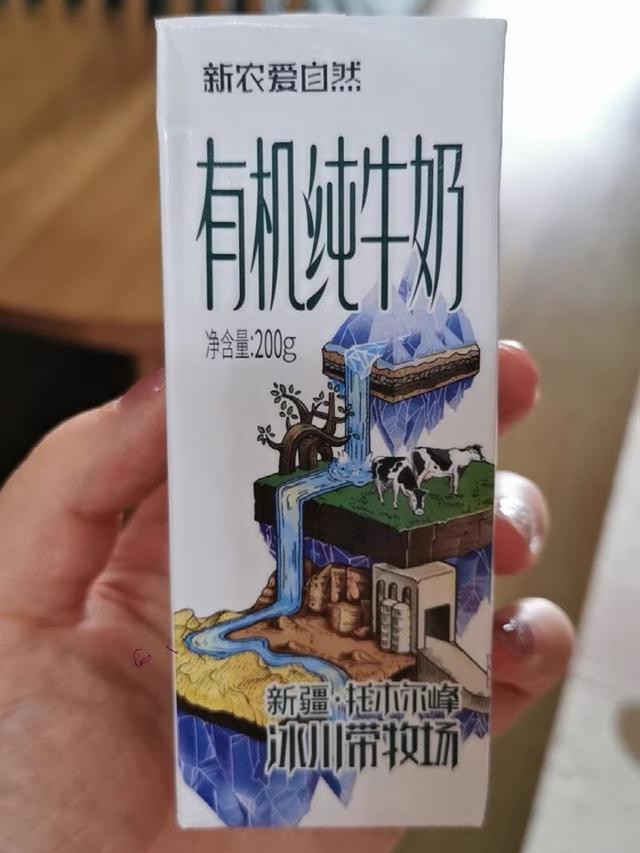 新农爱自然
有机纯牛奶
净含量:200g
新疆·托木尔峰
冰川带牧场